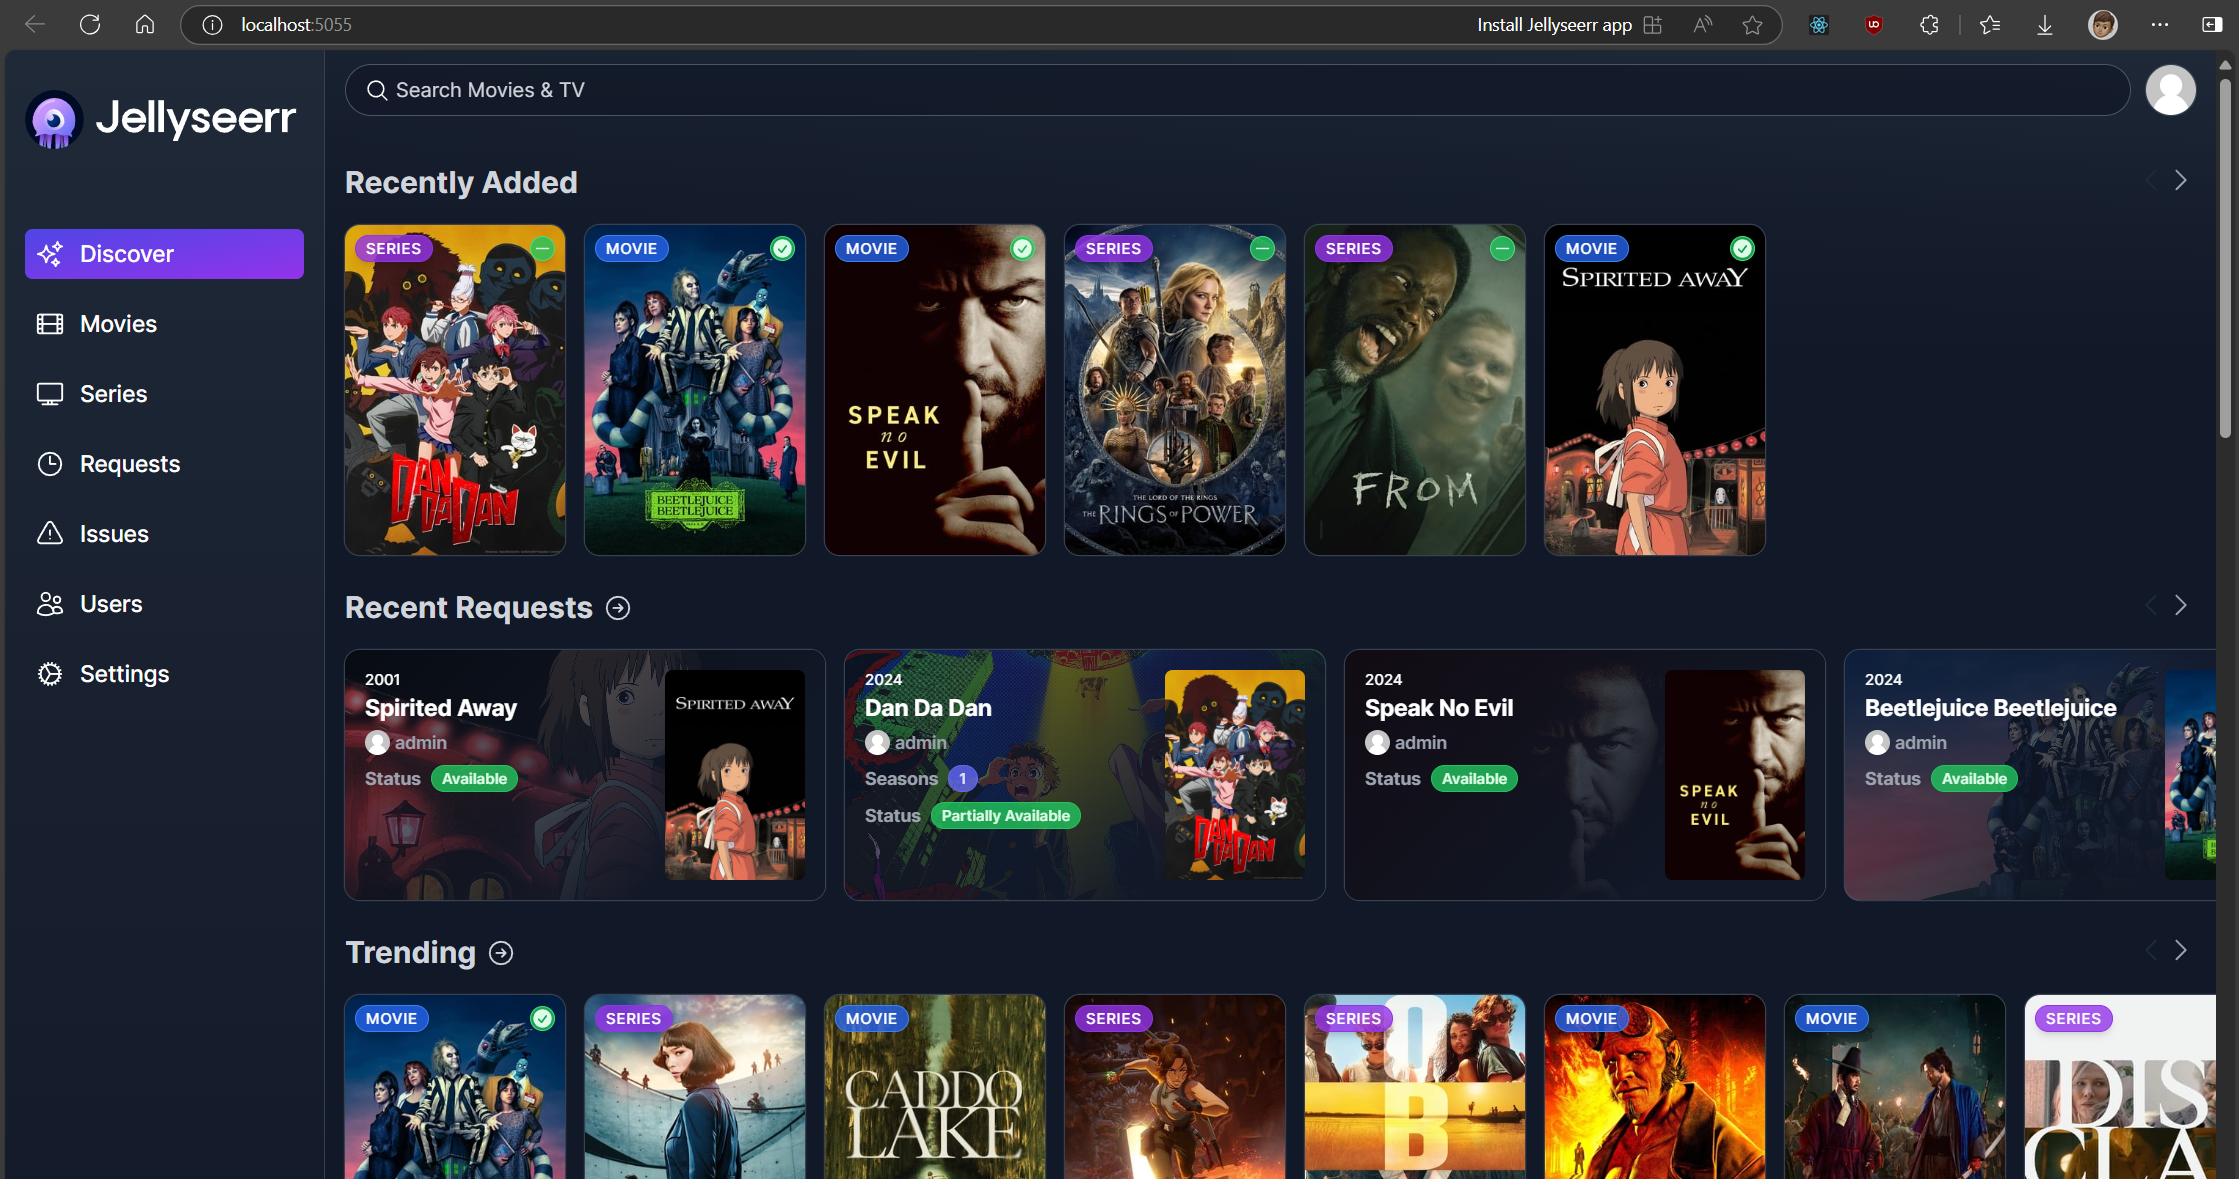 localhost:5055
Install Jellyseerr app
Jellyseerr
Search Movies & TV
Discover
Movies
Series
Requests
Issues
Users
Settings
Recently Added
SERIES
DAN DA DAN
MOVIE
BEETLEJUICE
BEETLEJUICE
MOVIE
SPEAK
no
EVIL
SERIES
THE LORD OF THE RINGS
THE RINGS OF POWER
SERIES
FROM
MOVIE
SPIRITED AWAY
Recent Requests
2001
Spirited Away
admin
Status Available
SPIRITED AWAY
2024
Dan Da Dan
admin
Seasons 1
Status Partially Available
DAN DA DAN
2024
Speak No Evil
admin
Status Available
SPEAK
no
EVIL
2024
Beetlejuice Beetlejuice
admin
Status Available
Trending
MOVIE
SERIES
MOVIE
CADDO
LAKE
SERIES
SERIES
O
B
MOVIE
MOVIE
SERIES
DIS
CLA